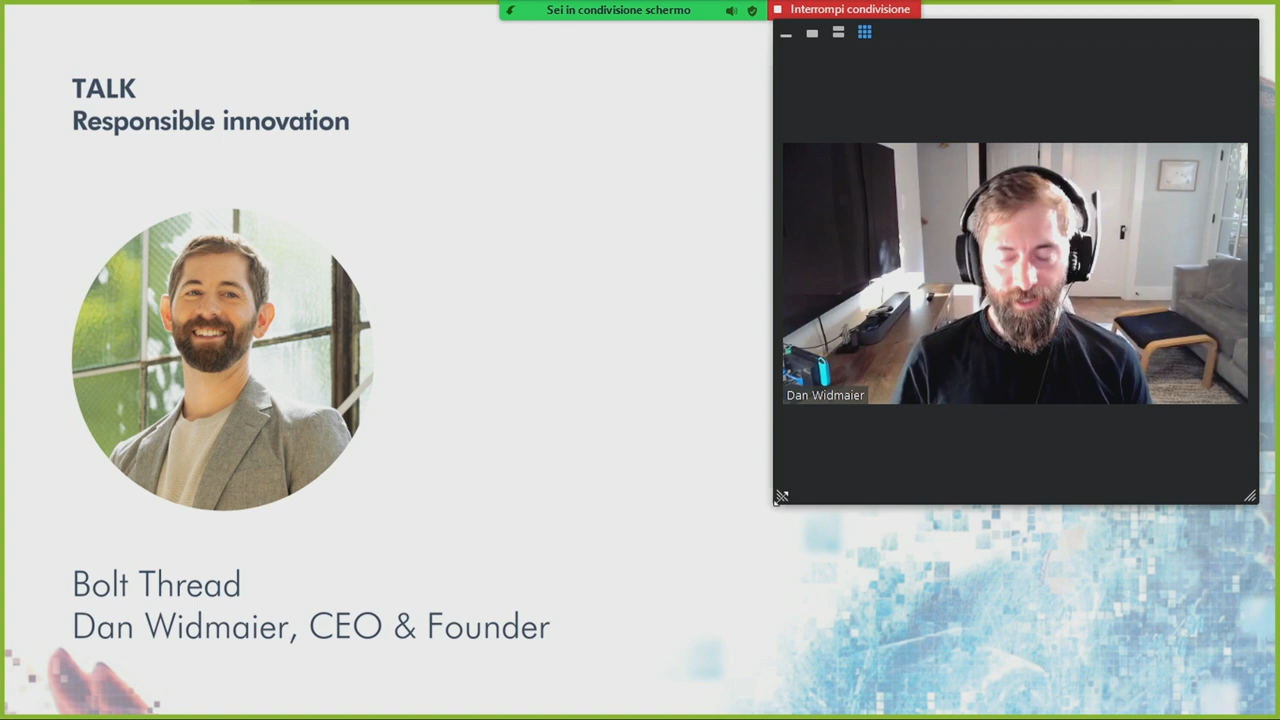 Sei in condivisione schermo
Interrompi condivisione
TALK
Responsible innovation
Dan Widmaier
Bolt Thread
Dan Widmaier, CEO & Founder